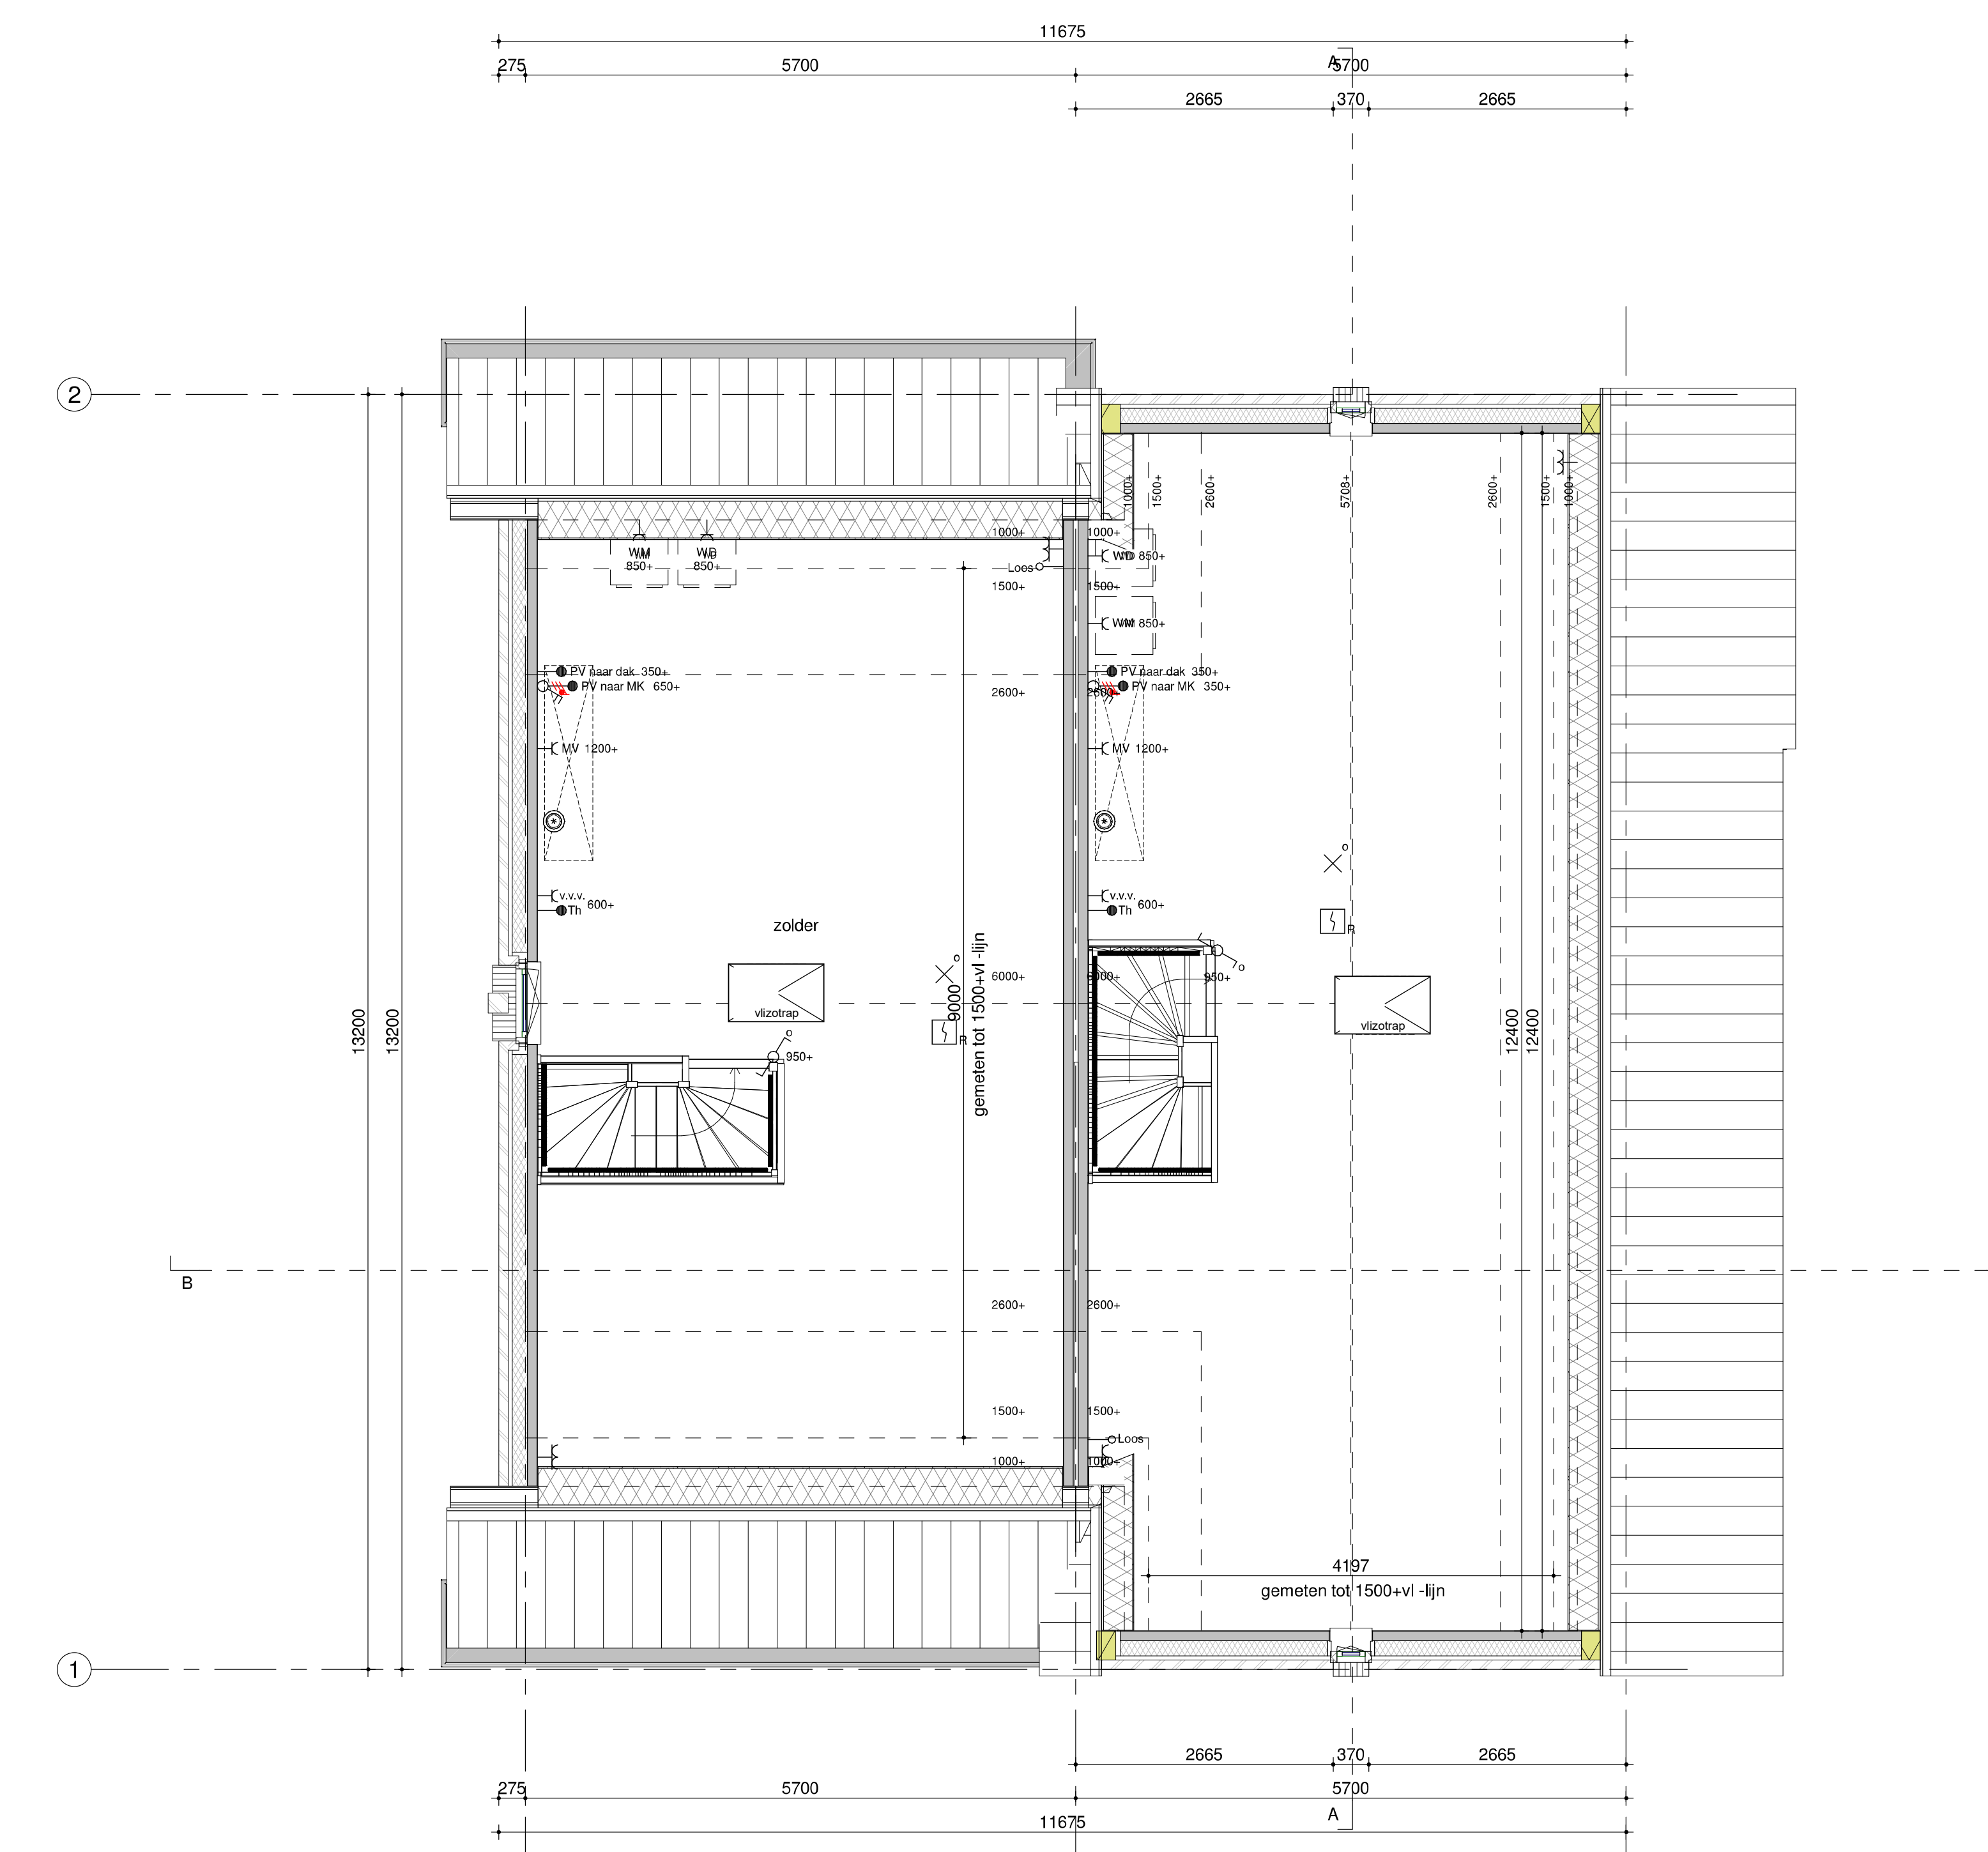 11675
275 5700 A 5700
2665 370 2665
2
1000+ 1500+ 2600+ 5708+ 2600+ 1500+ 1000+
1000+ 1000+
WM WD
850+ 850+
WD 850+
Loos
1500+ 1500+
WM 850+
PV naar dak 350+ PV naar dak 350+
PV naar MK 650+ PV naar MK 350+
2600+ 2600+
MV 1200+ MV 1200+
o
v.v.v. v.v.v.
600+ 600+
Th Th
zolder
R
o
o
6000+ 6000+ 950+
9000
gemeten tot 1500+vl -lijn
vlizotrap vlizotrap
13200 13200
12400 12400
o
R
950+
B
2600+ 2600+
1500+ 1500+
Loos
1000+ 1000+
4197
gemeten tot 1500+vl -lijn
1
2665 370 2665
275 5700 5700
A
11675